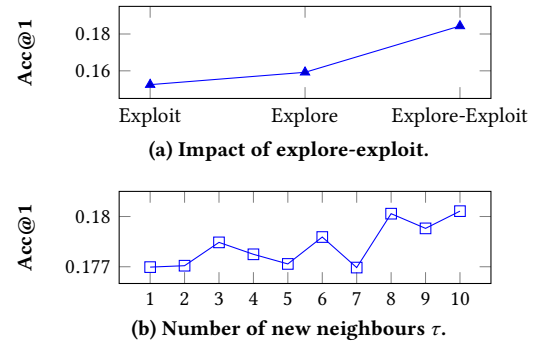 Acc@1
0.18
0.16
Exploit Explore Explore-Exploit
(a) Impact of explore-exploit.
Acc@1
0.18
0.177
1 2 3 4 5 6 7 8 9 10
(b) Number of new neighbours τ.